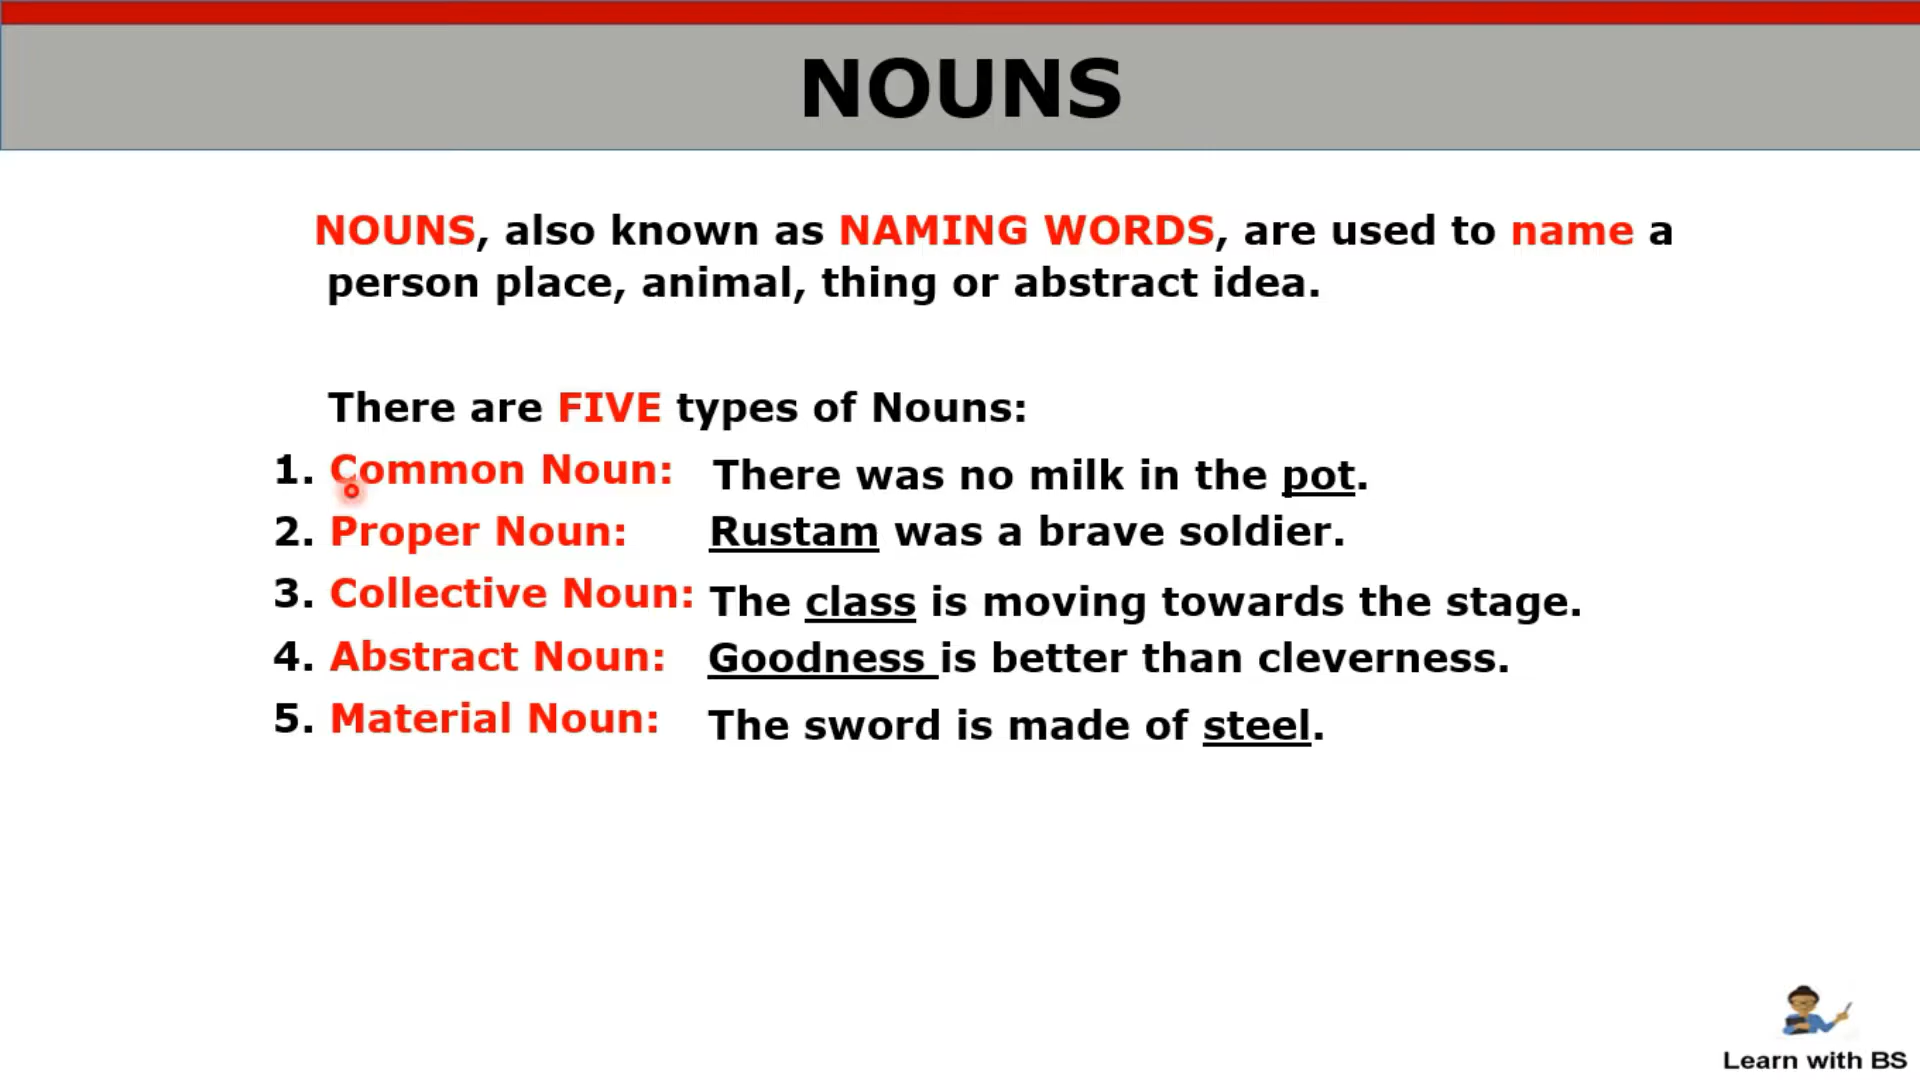 NOUNS
NOUNS, also known as NAMING WORDS, are used to name a
person place, animal, thing or abstract idea.
There are FIVE types of Nouns:
1. Common Noun: There was no milk in the pot.
2. Proper Noun: Rustam was a brave soldier.
3. Collective Noun: The class is moving towards the stage.
4. Abstract Noun: Goodness is better than cleverness.
5. Material Noun: The sword is made of steel.
Learn with BS